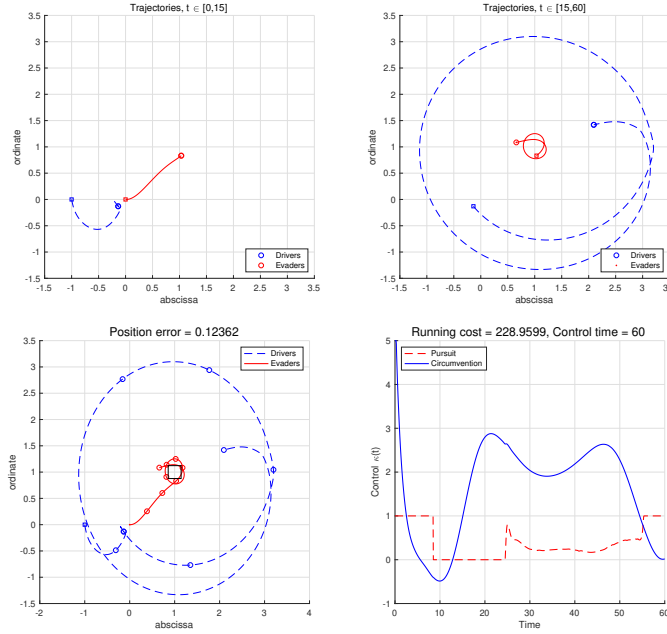 Trajectories, t ∈ [0,15]
3.5
3
2.5
2
1.5
1
0.5
0
-0.5
-1
-1.5
ordinate
-1.5 -1 -0.5 0 0.5 1 1.5 2 2.5 3 3.5
abscissa
Drivers
Evaders
Trajectories, t ∈ [15,60]
3.5
3
2.5
2
1.5
1
0.5
0
-0.5
-1
-1.5
ordinate
-1.5 -1 -0.5 0 0.5 1 1.5 2 2.5 3 3.5
abscissa
Drivers
Evaders
Position error = 0.12362
3.5
3
2.5
2
1.5
1
0.5
0
-0.5
-1
-1.5
ordinate
-2 -1 0 1 2 3 4
abscissa
Drivers
Evaders
Running cost = 228.9599, Control time = 60
5
4
3
2
1
0
-1
Control κ(t)
0 10 20 30 40 50 60
Time
Pursuit
Circumvention